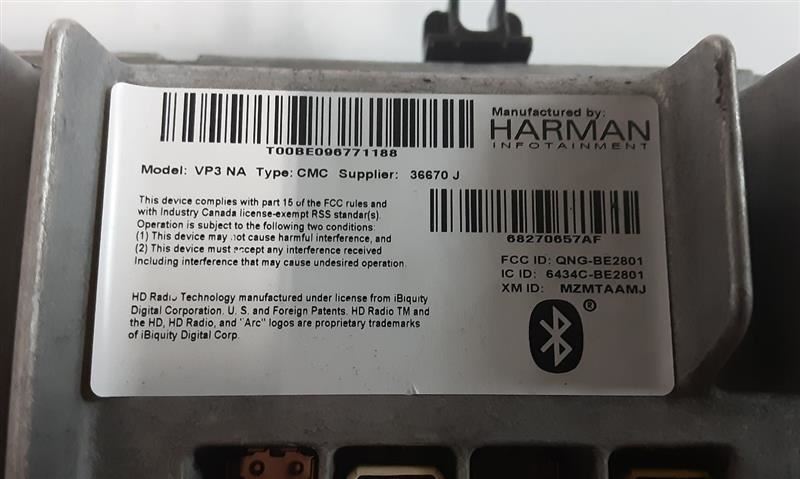 T00BE096771188
Manufactured by:
HARMAN
INFOTAINMENT
Model: VP3 NA Type: CMC Supplier: 36670 J
This device complies with part 15 of the FCC rules and
with Industry Canada license-exempt RSS standar(s).
Operation is subject to the following two conditions:
(1) This device may not cause harmful interference, and
(2) This device must accept any interference received
Including interference that may cause undesired operation.
68270657AF
FCC ID: QNG-BE2801
IC ID: 6434C-BE2801
XM ID: MZMTAAMJ
®
HD Radio Technology manufactured under license from iBiquity
Digital Corporation. U. S. and Foreign Patents. HD Radio TM and
the HD, HD Radio, and "Arc" logos are proprietary trademarks
of iBiquity Digital Corp.